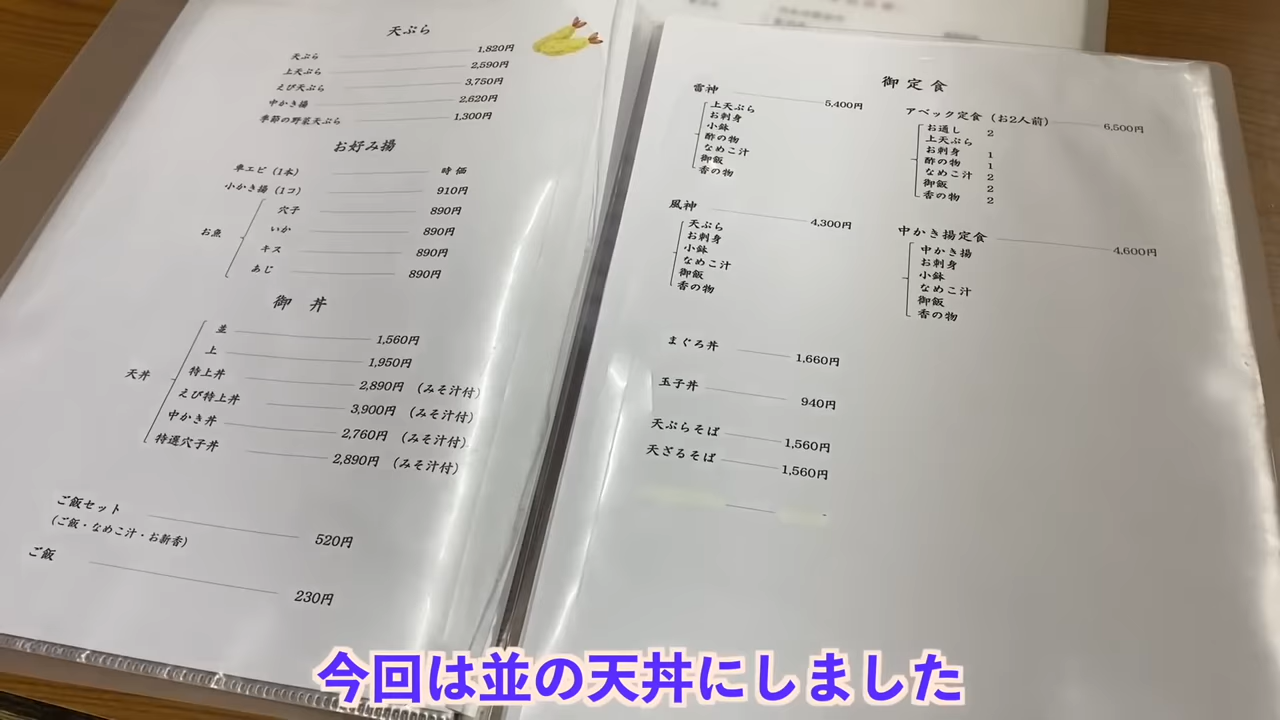 天ぷら
天ぷら 1,820円
上天ぷら 2,590円
えび天ぷら 3,750円
中かき揚 2,620円
季節の野菜天ぷら 1,300円
お好み揚
車エビ（1本） 時価
小かき揚（1コ） 910円
お魚
穴子 890円
いか 890円
キス 890円
あじ 890円
御丼
天丼
並 1,560円
上 1,950円
特上丼 2,890円（みそ汁付）
えび特上丼 3,900円（みそ汁付）
中かき丼 2,760円（みそ汁付）
特選穴子丼 2,890円（みそ汁付）
ご飯セット 520円
（ご飯・なめこ汁・お新香）
ご飯 230円
御定食
雷神 5,400円
上天ぷら
お刺身
小鉢
酢の物
なめこ汁
御飯
香の物
風神 4,300円
天ぷら
お刺身
小鉢
なめこ汁
御飯
香の物
アベック定食（お2人前） 6,500円
お通し 2
上天ぷら
お刺身 1
酢の物 1
なめこ汁 2
御飯 2
香の物 2
中かき揚定食 4,600円
中かき揚
お刺身
小鉢
なめこ汁
御飯
香の物
まぐろ丼 1,660円
玉子丼 940円
天ぷらそば 1,560円
天ざるそば 1,560円
今回は並の天丼にしました